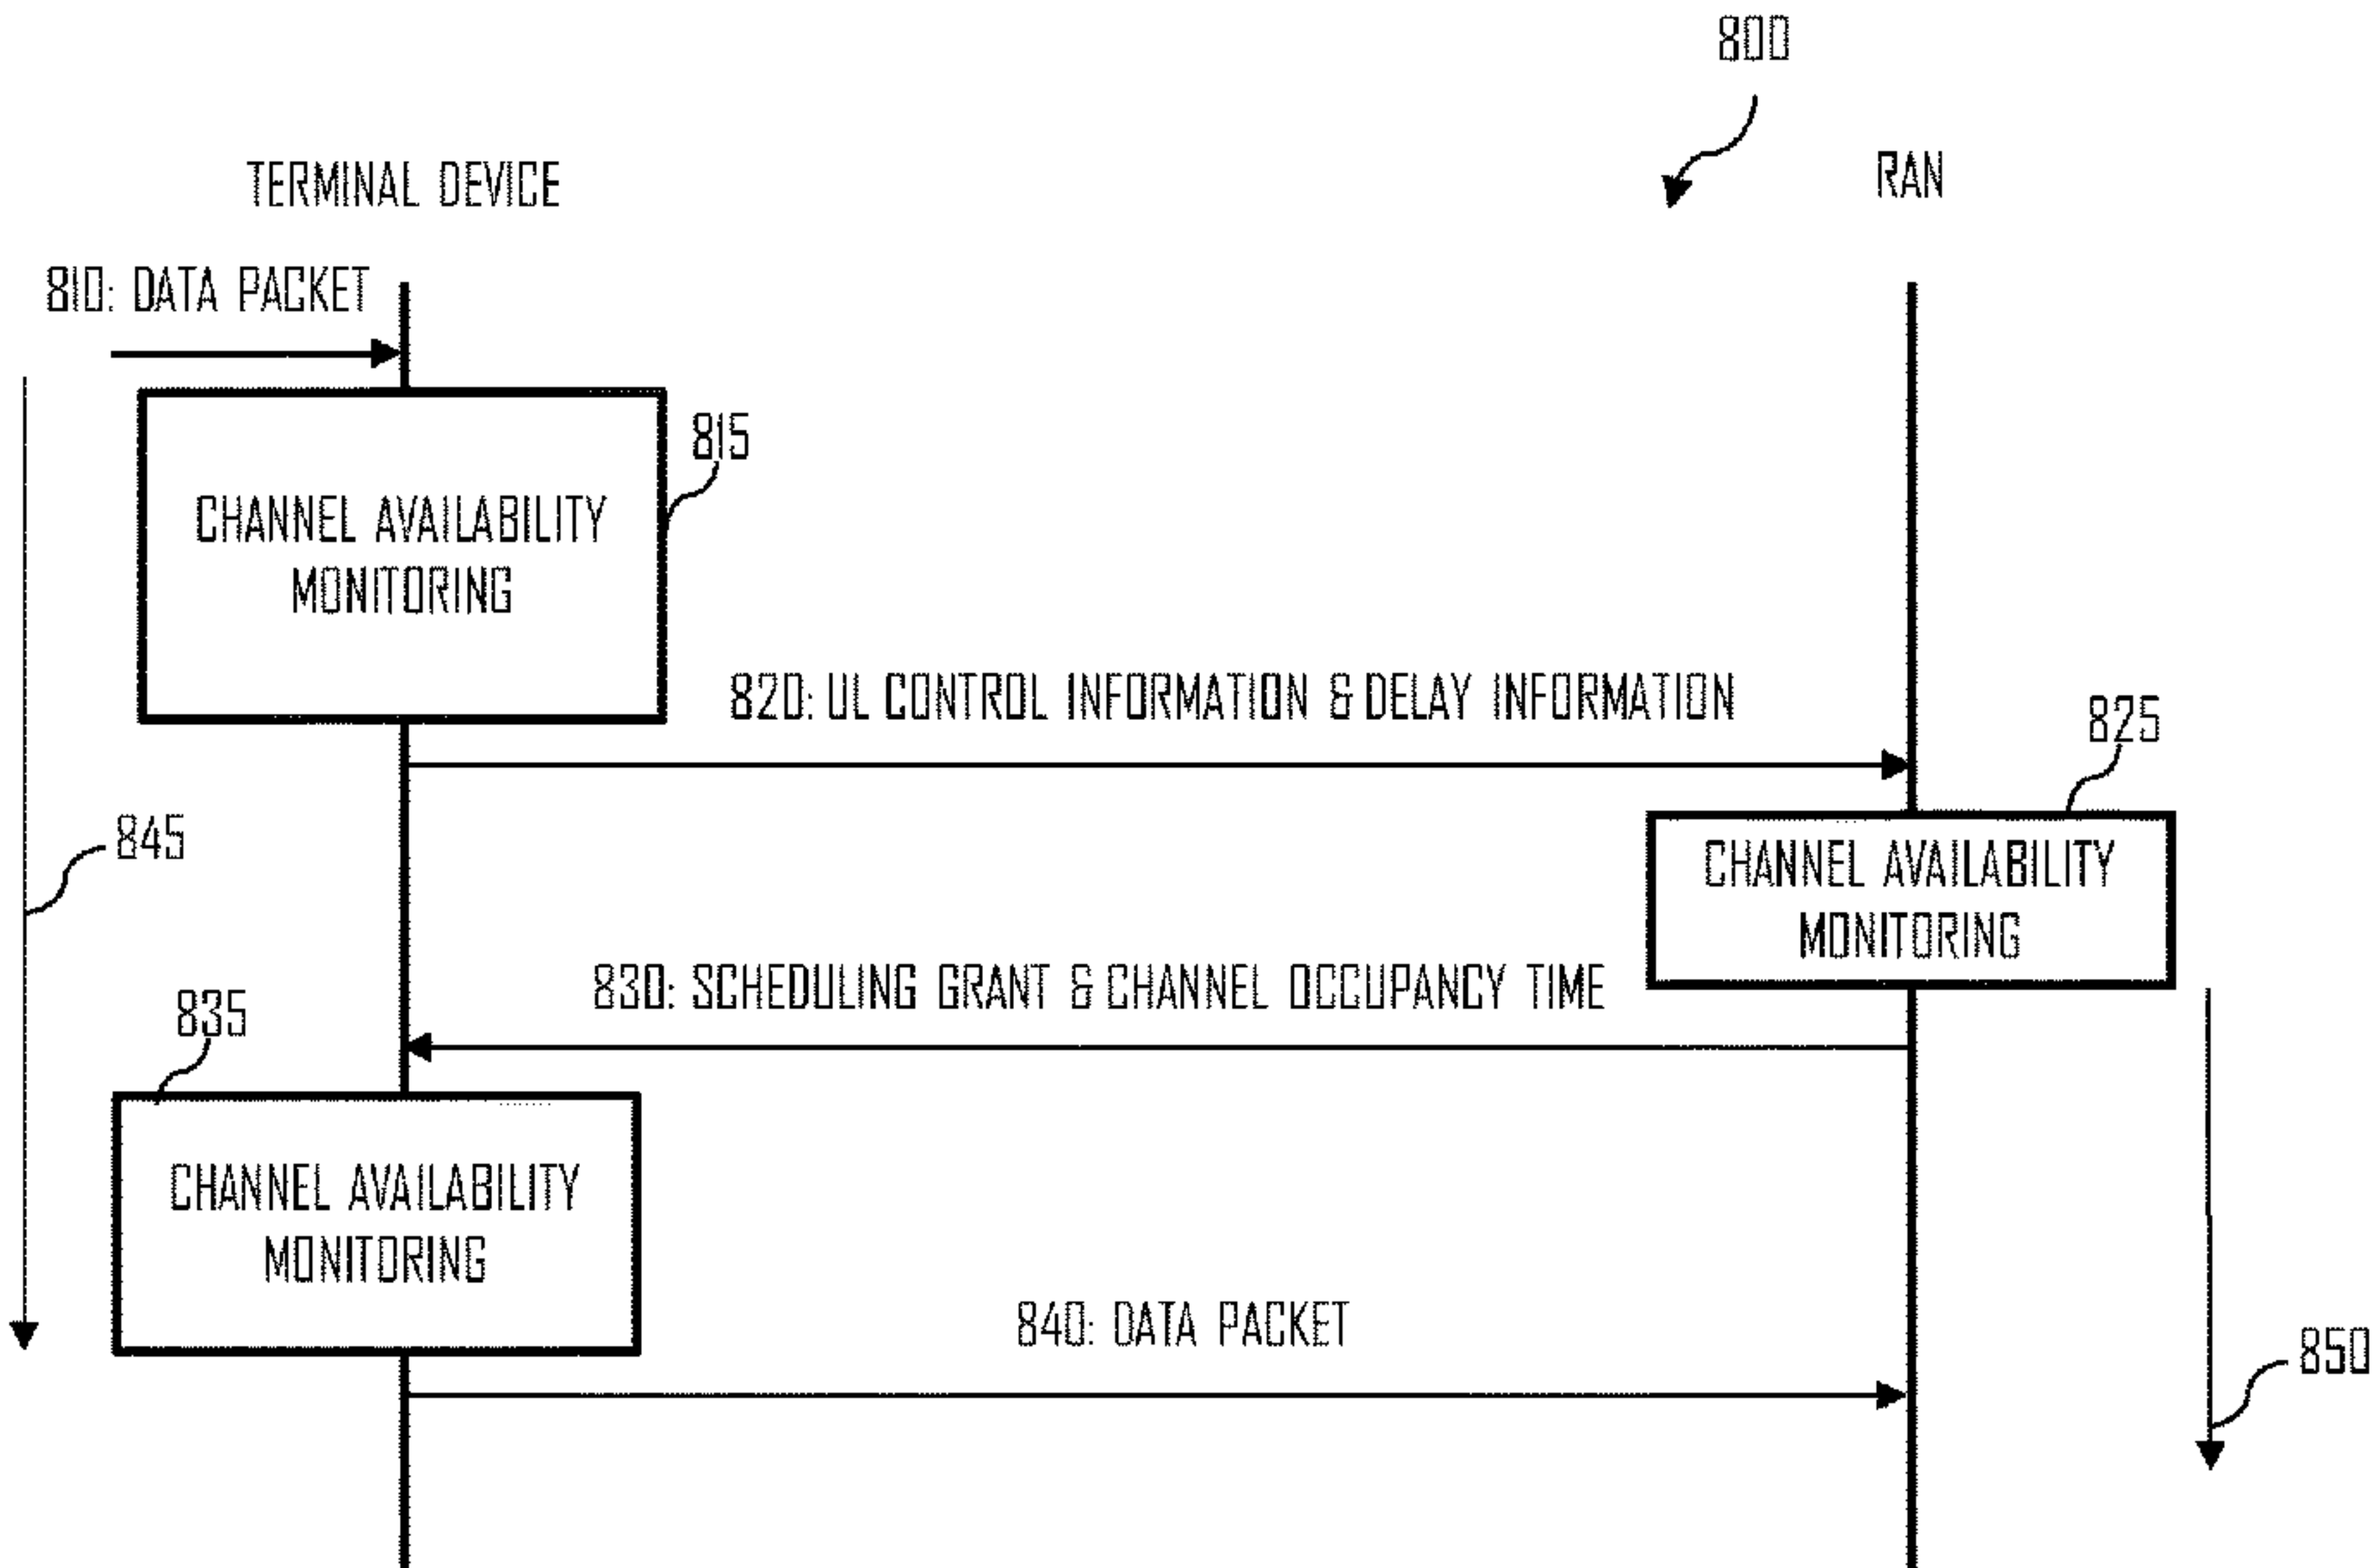 800
TERMINAL DEVICE
RAN
810: DATA PACKET
815
CHANNEL AVAILABILITY
MONITORING
820: UL CONTROL INFORMATION & DELAY INFORMATION
825
845
CHANNEL AVAILABILITY
MONITORING
830: SCHEDULING GRANT & CHANNEL OCCUPANCY TIME
835
CHANNEL AVAILABILITY
MONITORING
840: DATA PACKET
850